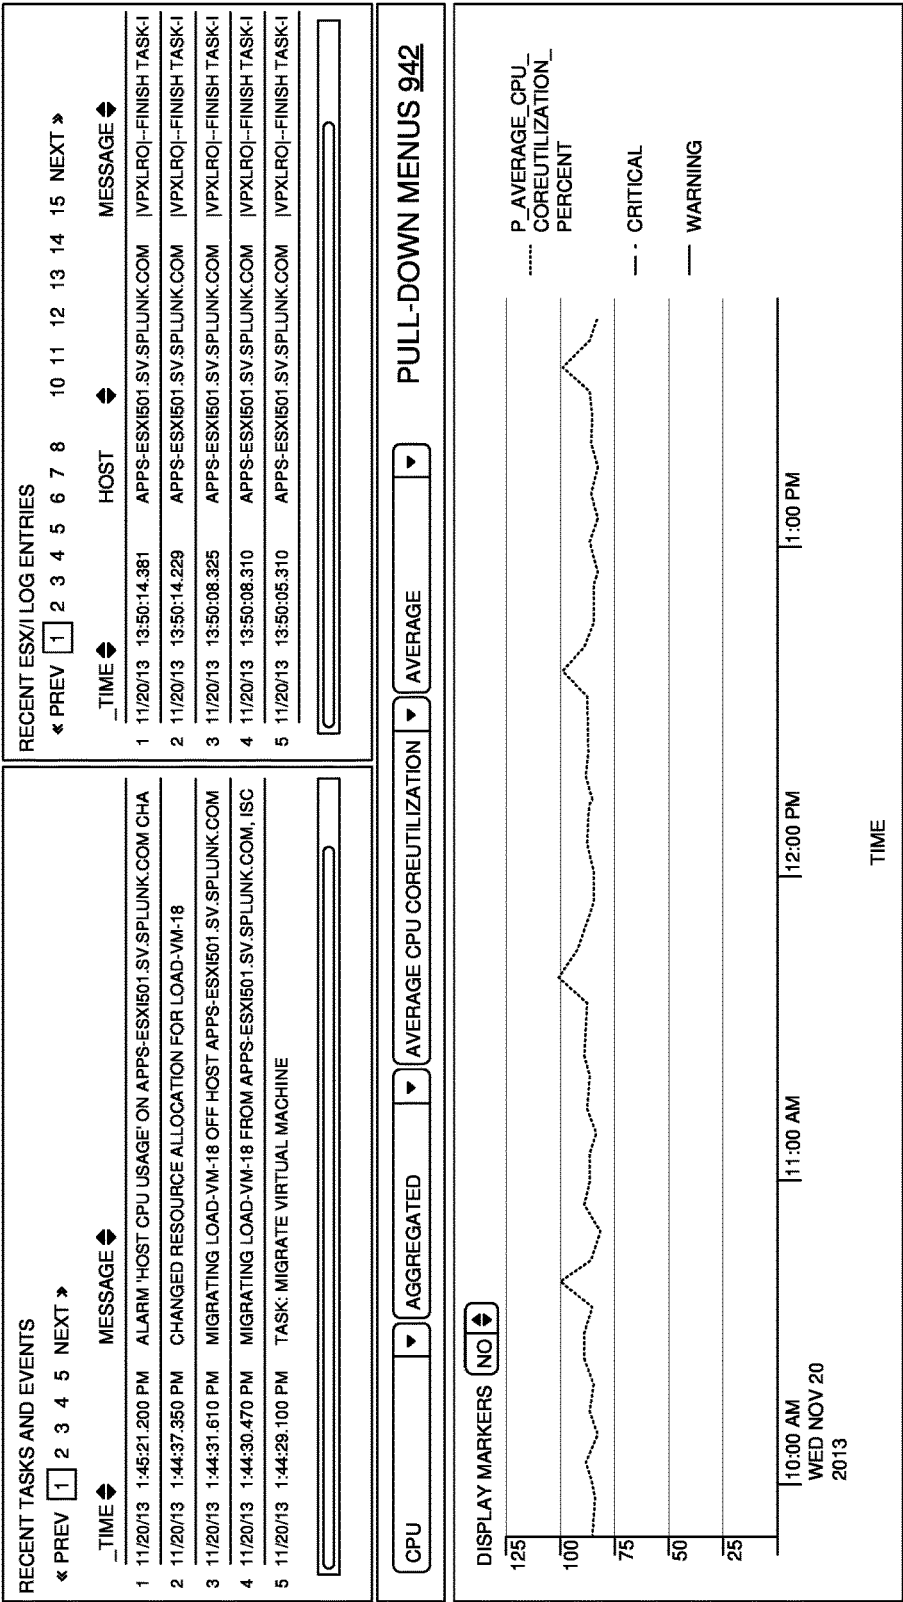 RECENT TASKS AND EVENTS
« PREV 1 2 3 4 5 NEXT »
_TIME MESSAGE
1 11/20/13 1:45:21.200 PM ALARM 'HOST CPU USAGE' ON APPS-ESXI501.SV.SPLUNK.COM CHA
2 11/20/13 1:44:37.350 PM CHANGED RESOURCE ALLOCATION FOR LOAD-VM-18
3 11/20/13 1:44:31.610 PM MIGRATING LOAD-VM-18 OFF HOST APPS-ESXI501.SV.SPLUNK.COM
4 11/20/13 1:44:30.470 PM MIGRATING LOAD-VM-18 FROM APPS-ESXI501.SV.SPLUNK.COM, ISC
5 11/20/13 1:44:29.100 PM TASK: MIGRATE VIRTUAL MACHINE
RECENT ESX/I LOG ENTRIES
« PREV 1 2 3 4 5 6 7 8 10 11 12 13 14 15 NEXT »
_TIME HOST MESSAGE
1 11/20/13 13:50:14.381 APPS-ESXI501.SV.SPLUNK.COM |VPXLRO|--FINISH TASK-I
2 11/20/13 13:50:14.229 APPS-ESXI501.SV.SPLUNK.COM |VPXLRO|--FINISH TASK-I
3 11/20/13 13:50:08.325 APPS-ESXI501.SV.SPLUNK.COM |VPXLRO|--FINISH TASK-I
4 11/20/13 13:50:08.310 APPS-ESXI501.SV.SPLUNK.COM |VPXLRO|--FINISH TASK-I
5 11/20/13 13:50:05.310 APPS-ESXI501.SV.SPLUNK.COM |VPXLRO|--FINISH TASK-I
CPU AGGREGATED AVERAGE CPU COREUTILIZATION AVERAGE PULL-DOWN MENUS 942
DISPLAY MARKERS NO
125
100
75
50
25
10:00 AM 11:00 AM 12:00 PM 1:00 PM
WED NOV 20
2013
TIME
P_AVERAGE_CPU_
COREUTILIZATION_
PERCENT
CRITICAL
WARNING